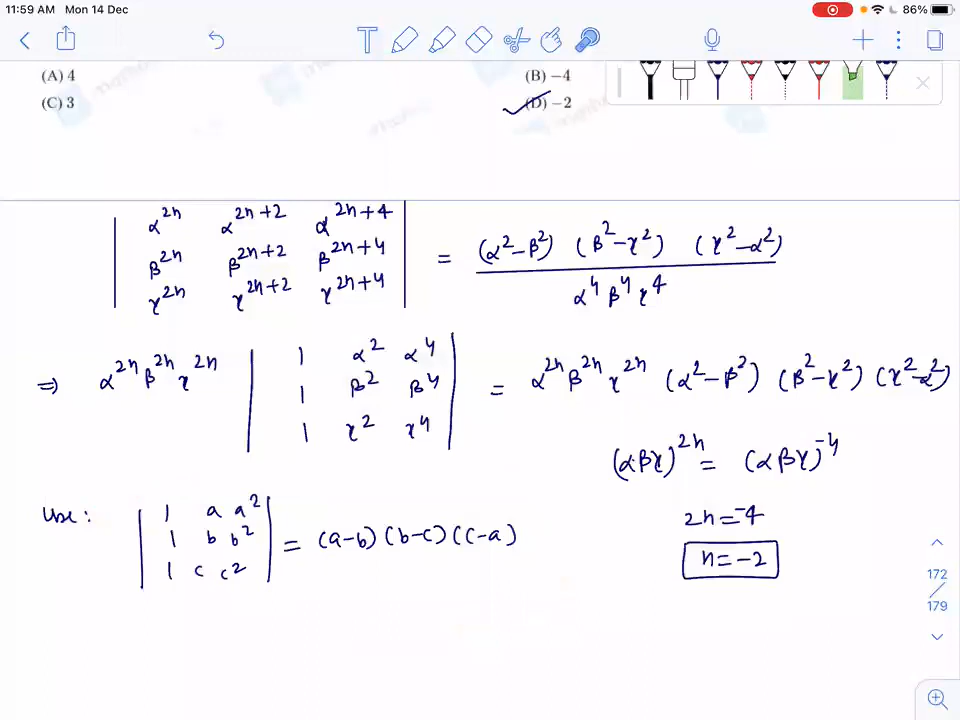 11:59 AM Mon 14 Dec 86%
T
(A) 4 (B) −4
(C) 3 (D) −2
| α^{2n} α^{2n+2} α^{2n+4} |
| β^{2n} β^{2n+2} β^{2n+4} | = (α²−β²) (β²−γ²) (γ²−α²) / α⁴ β⁴ γ⁴
| γ^{2n} γ^{2n+2} γ^{2n+4} |
| 1 α² α⁴ |
⇒ α^{2n} β^{2n} γ^{2n} | 1 β² β⁴ | = α^{2n} β^{2n} γ^{2n} (α²−β²) (β²−γ²) (γ²−α²)
| 1 γ² γ⁴ |
(αβγ)^{2n} = (αβγ)^{−4}
2n = −4
n = −2
| 1 a a² |
Use: | 1 b b² | = (a−b) (b−c) (c−a)
| 1 c c² |
172
179